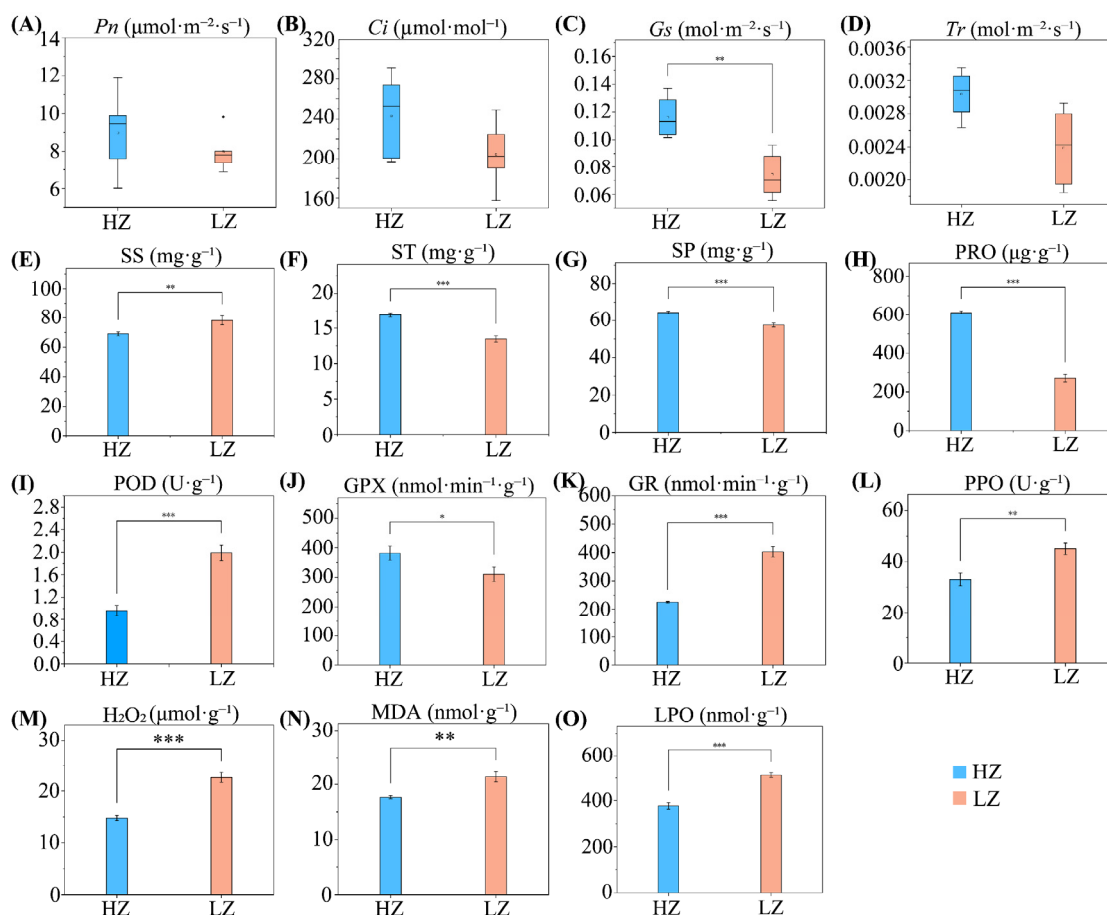 (A) Pn (μmol·m⁻²·s⁻¹)
14
12
10
8
6
HZ LZ
(B) Ci (μmol·mol⁻¹)
320
280
240
200
160
HZ LZ
(C) Gs (mol·m⁻²·s⁻¹)
**
0.18
0.16
0.14
0.12
0.10
0.08
0.06
HZ LZ
(D) Tr (mol·m⁻²·s⁻¹)
0.0036
0.0032
0.0028
0.0024
0.0020
HZ LZ
(E) SS (mg·g⁻¹)
**
100
80
60
40
20
0
HZ LZ
(F) ST (mg·g⁻¹)
***
20
15
10
5
0
HZ LZ
(G) SP (mg·g⁻¹)
***
80
60
40
20
0
HZ LZ
(H) PRO (μg·g⁻¹)
***
800
600
400
200
0
HZ LZ
(I) POD (U·g⁻¹)
***
2.8
2.4
2.0
1.6
1.2
0.8
0.4
0.0
HZ LZ
(J) GPX (nmol·min⁻¹·g⁻¹)
*
500
400
300
200
100
0
HZ LZ
(K) GR (nmol·min⁻¹·g⁻¹)
***
600
500
400
300
200
100
0
HZ LZ
(L) PPO (U·g⁻¹)
**
60
40
20
0
HZ LZ
(M) H₂O₂ (μmol·g⁻¹)
***
30
20
10
0
HZ LZ
(N) MDA (nmol·g⁻¹)
**
30
20
10
0
HZ LZ
(O) LPO (nmol·g⁻¹)
***
600
400
200
0
HZ LZ
HZ
LZ